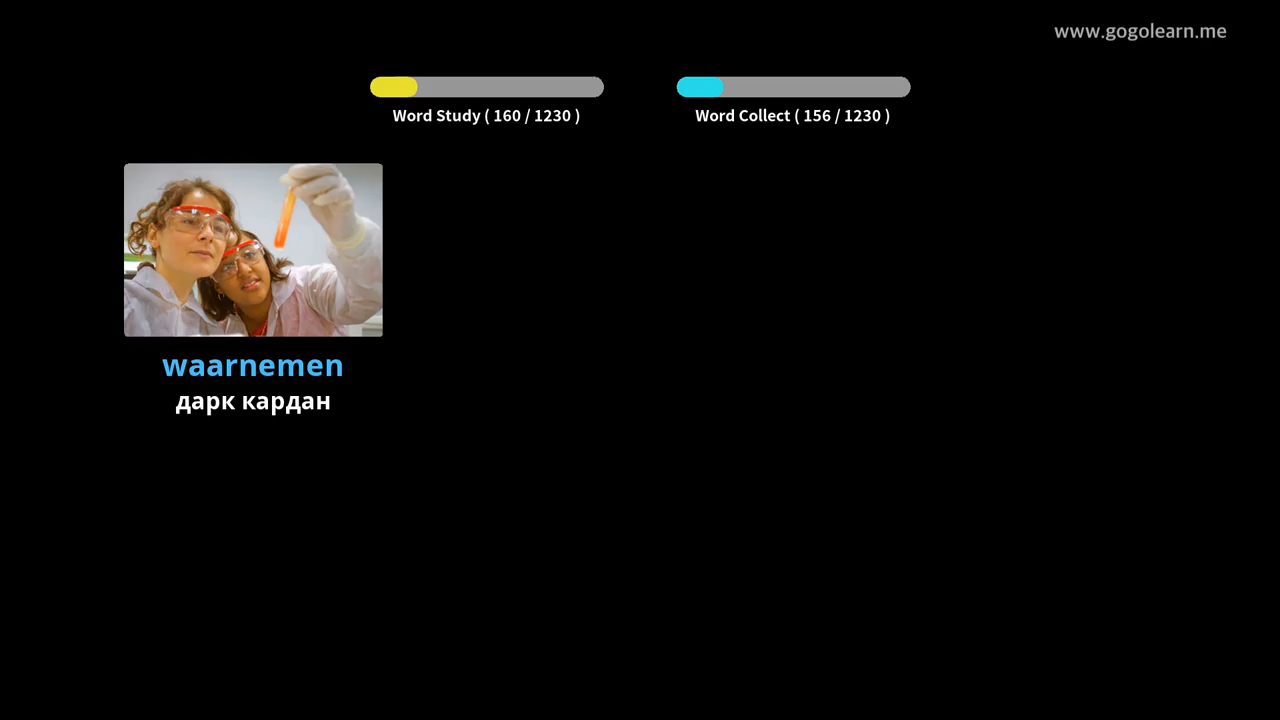 www.gogolearn.me
Word Study ( 160 / 1230 )
Word Collect ( 156 / 1230 )
waarnemen
дарк кардан